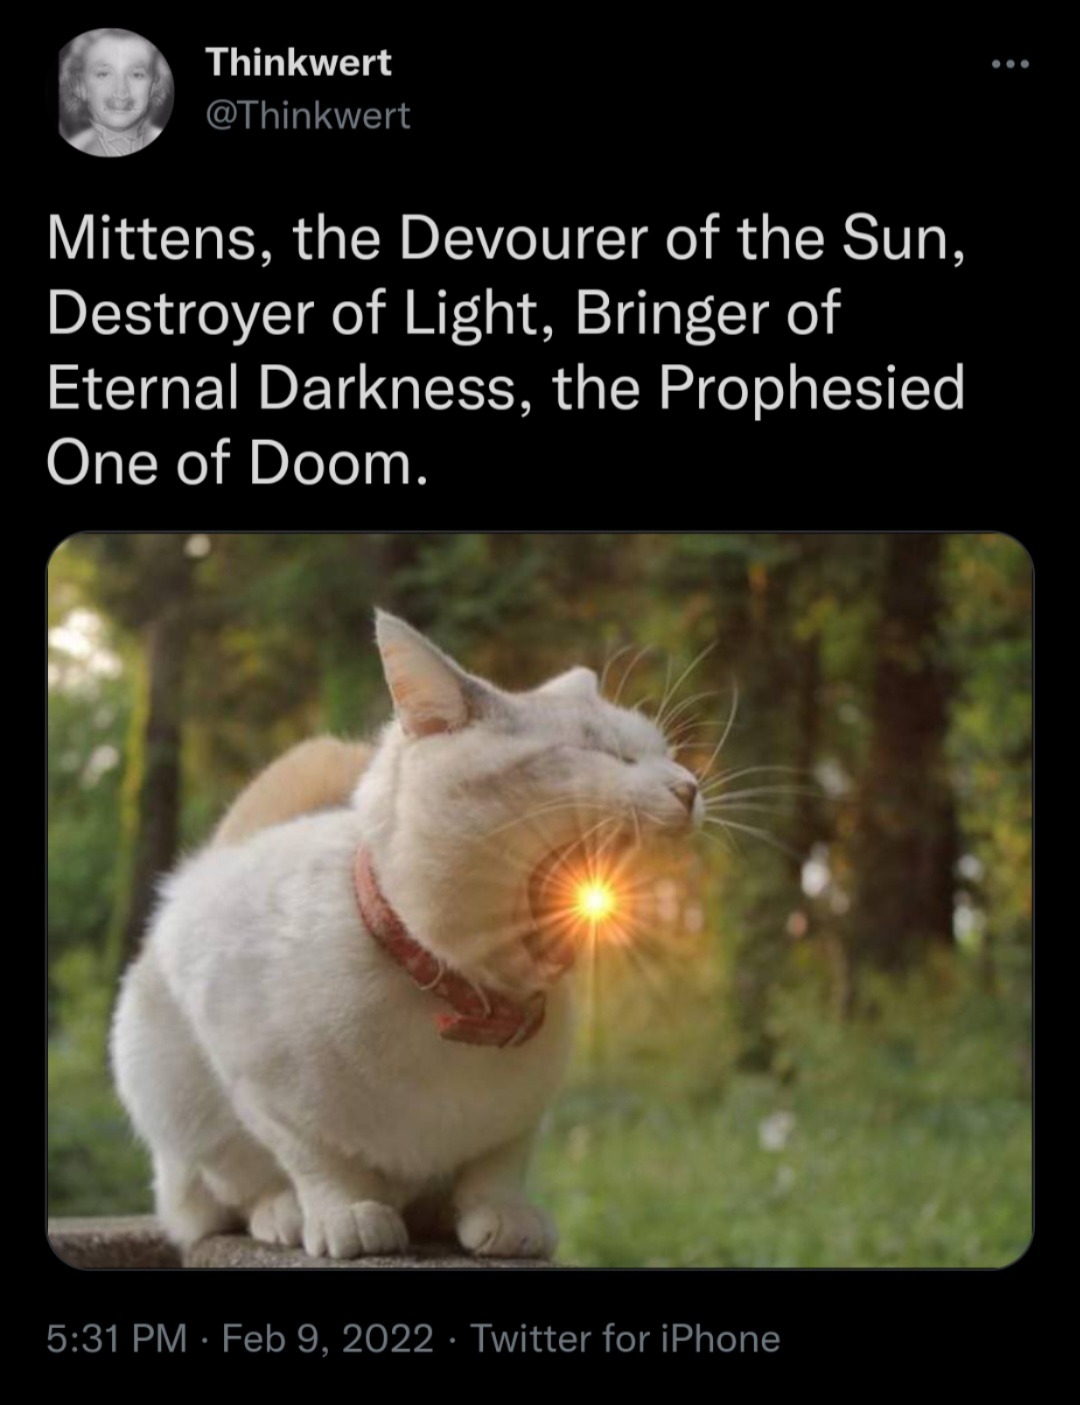 Thinkwert
@Thinkwert
Mittens, the Devourer of the Sun,
Destroyer of Light, Bringer of
Eternal Darkness, the Prophesied
One of Doom.
5:31 PM · Feb 9, 2022 · Twitter for iPhone